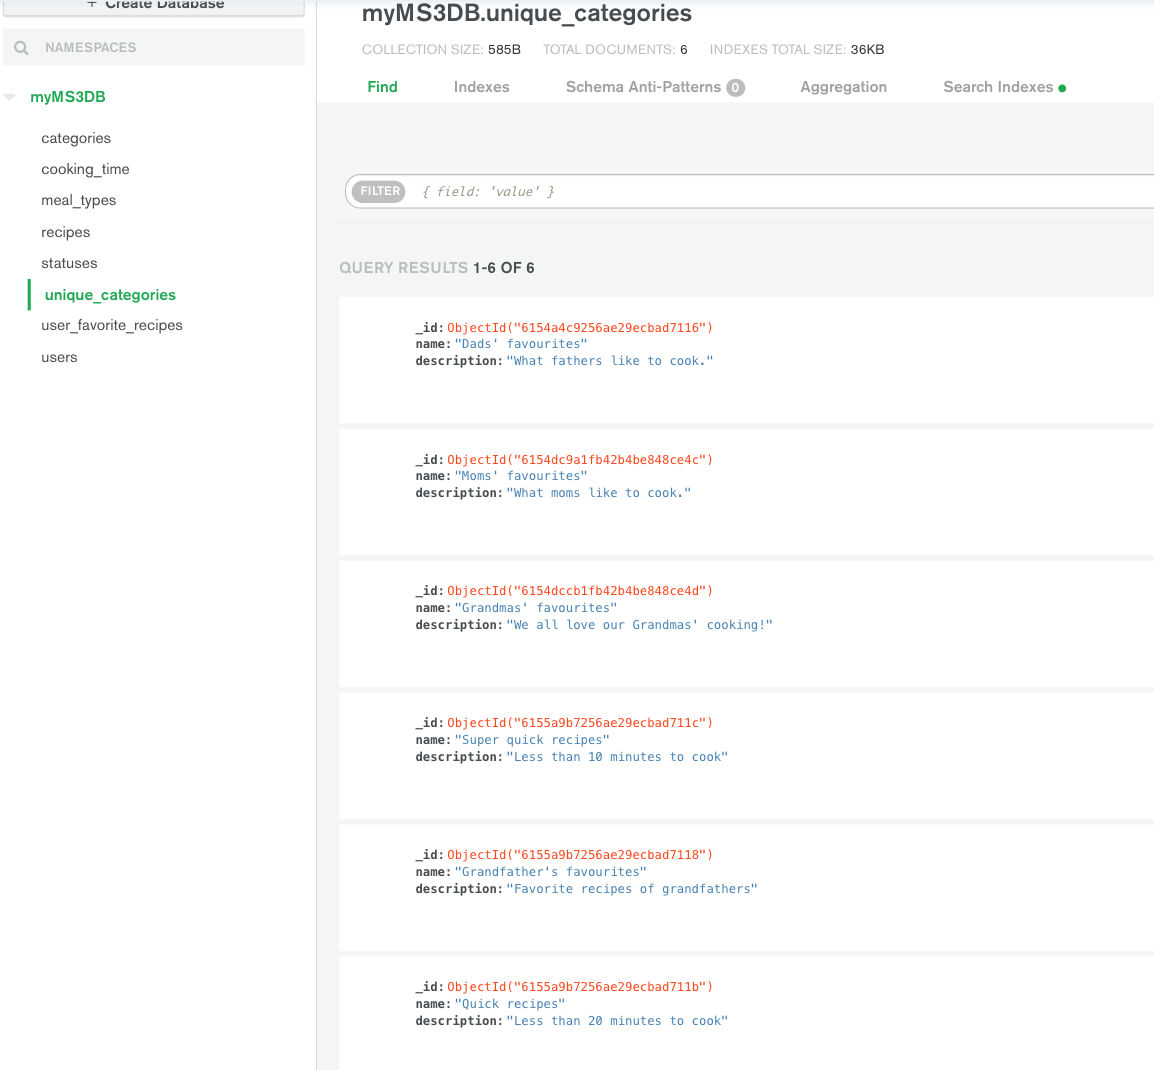 + Create Database
NAMESPACES
myMS3DB
categories
cooking_time
meal_types
recipes
statuses
unique_categories
user_favorite_recipes
users
myMS3DB.unique_categories
COLLECTION SIZE: 585B TOTAL DOCUMENTS: 6 INDEXES TOTAL SIZE: 36KB
Find Indexes Schema Anti-Patterns 0 Aggregation Search Indexes
FILTER { field: 'value' }
QUERY RESULTS 1-6 OF 6
_id: ObjectId("6154a4c9256ae29ecbad7116")
name: "Dads' favourites"
description: "What fathers like to cook."
_id: ObjectId("6154dc9a1fb42b4be848ce4c")
name: "Moms' favourites"
description: "What moms like to cook."
_id: ObjectId("6154dccb1fb42b4be848ce4d")
name: "Grandmas' favourites"
description: "We all love our Grandmas' cooking!"
_id: ObjectId("6155a9b7256ae29ecbad711c")
name: "Super quick recipes"
description: "Less than 10 minutes to cook"
_id: ObjectId("6155a9b7256ae29ecbad7118")
name: "Grandfather's favourites"
description: "Favorite recipes of grandfathers"
_id: ObjectId("6155a9b7256ae29ecbad711b")
name: "Quick recipes"
description: "Less than 20 minutes to cook"